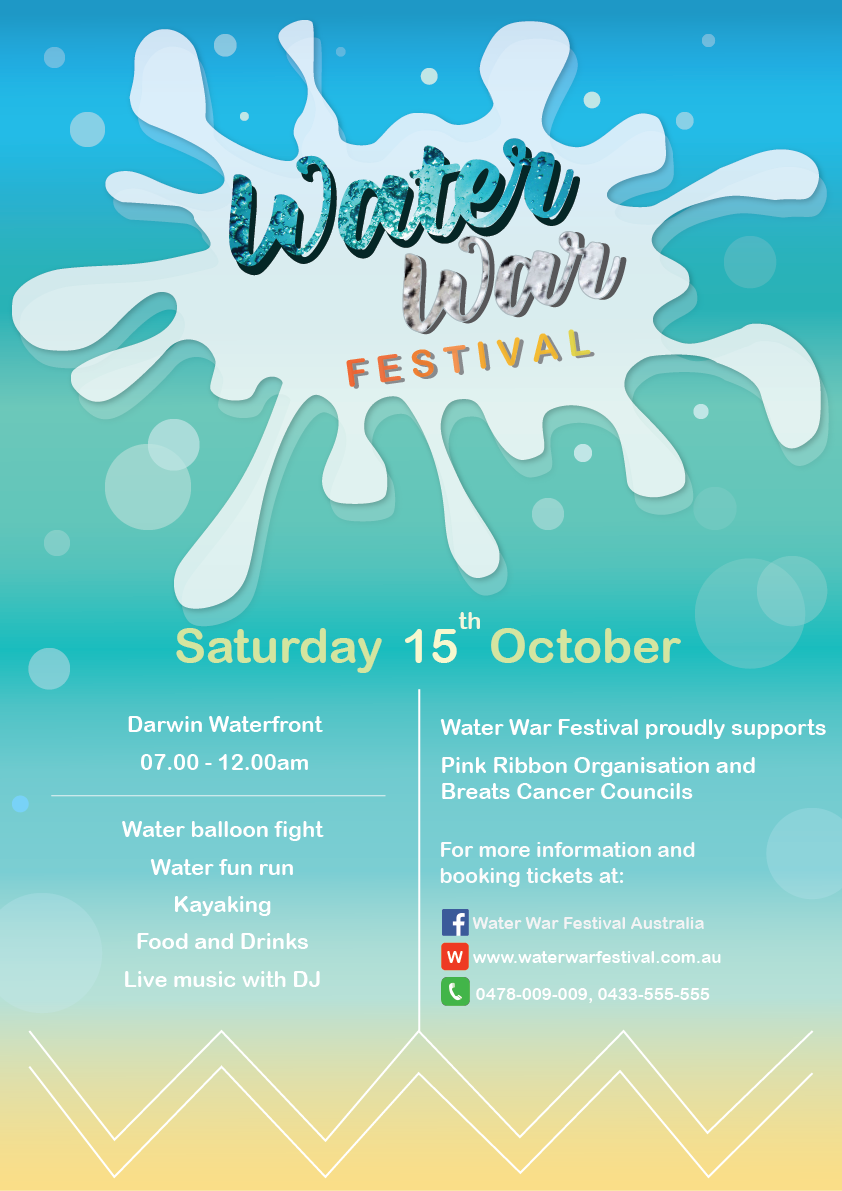 Water
War
FESTIVAL
Saturday 15th October
Darwin Waterfront
07.00 - 12.00am
Water balloon fight
Water fun run
Kayaking
Food and Drinks
Live music with DJ
Water War Festival proudly supports
Pink Ribbon Organisation and
Breats Cancer Councils
For more information and
booking tickets at:
f Water War Festival Australia
W www.waterwarfestival.com.au
0478-009-009, 0433-555-555